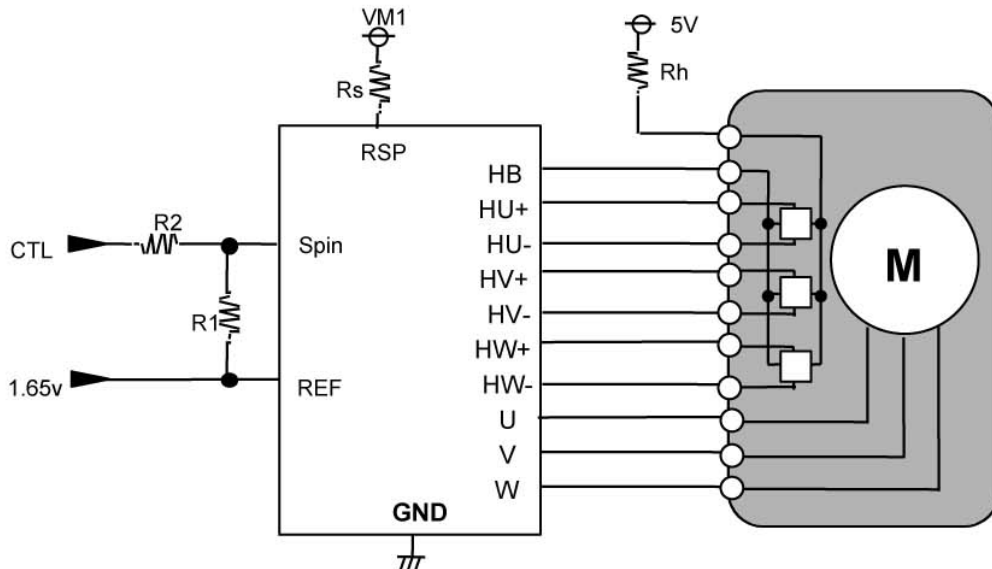 VM1
5V
Rs
Rh
RSP
HB
HU+
R2
CTL
Spin
HU-
M
HV+
R1
HV-
HW+
1.65v
REF
HW-
U
V
GND
W